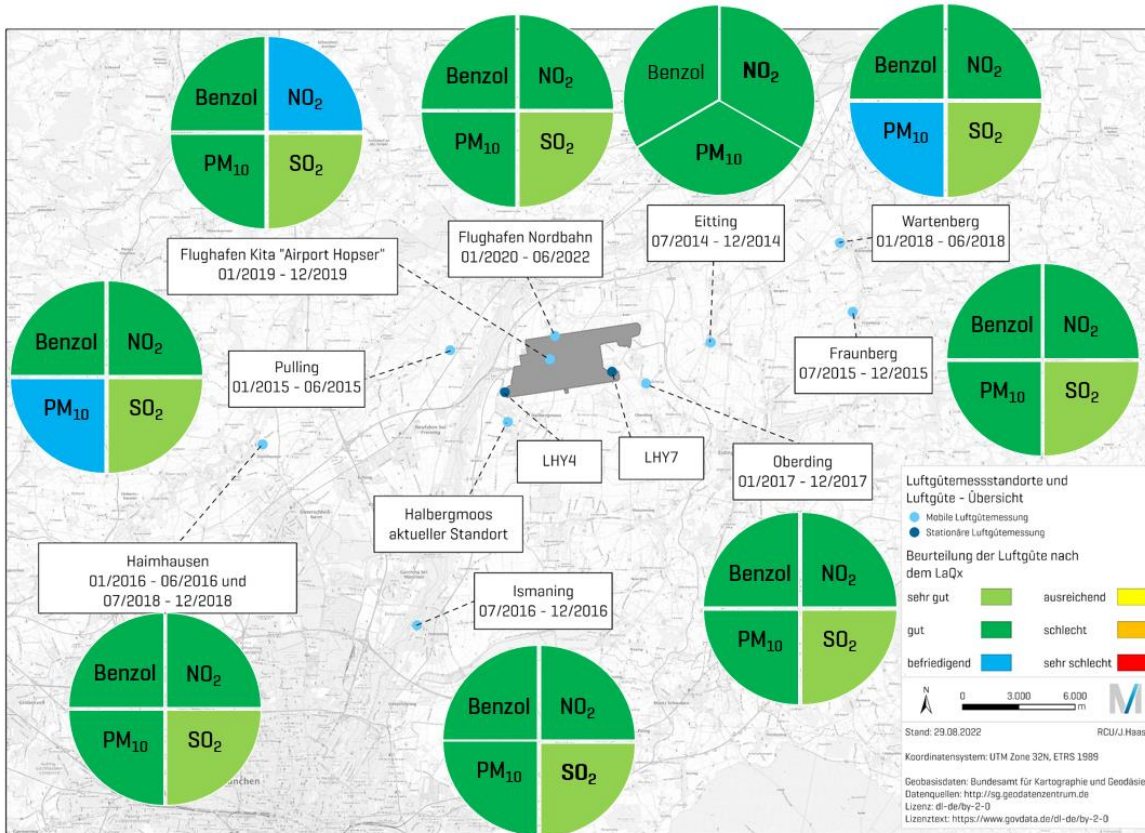 Benzol
NO₂
PM₁₀
SO₂
Benzol
NO₂
PM₁₀
SO₂
Benzol
NO₂
PM₁₀
Benzol
NO₂
PM₁₀
SO₂
Flughafen Kita "Airport Hopser"
01/2019 - 12/2019
Flughafen Nordbahn
01/2020 - 06/2022
Eitting
07/2014 - 12/2014
Wartenberg
01/2018 - 06/2018
Benzol
NO₂
PM₁₀
SO₂
Pulling
01/2015 - 06/2015
Fraunberg
07/2015 - 12/2015
Benzol
NO₂
PM₁₀
SO₂
LHY4
LHY7
Oberding
01/2017 - 12/2017
Halbergmoos
aktueller Standort
Haimhausen
01/2016 - 06/2016 und
07/2018 - 12/2018
Ismaning
07/2016 - 12/2016
Benzol
NO₂
PM₁₀
SO₂
Benzol
NO₂
PM₁₀
SO₂
Benzol
NO₂
PM₁₀
SO₂
Luftgütemessstandorte und
Luftgüte - Übersicht
Mobile Luftgütemessung
Stationäre Luftgütemessung
Beurteilung der Luftgüte nach
dem LaQx
sehr gut
ausreichend
gut
schlecht
befriedigend
sehr schlecht
N
0 3.000 6.000
m
Stand: 29.08.2022 RCU/J.Haas
Koordinatensystem: UTM Zone 32N, ETRS 1989
Geobasisdaten: Bundesamt für Kartographie und Geodäsie
Datenquellen: http://sg.geodatenzentrum.de
Lizenz: dl-de/by-2-0
Lizenztext: https://www.govdata.de/dl-de/by-2-0